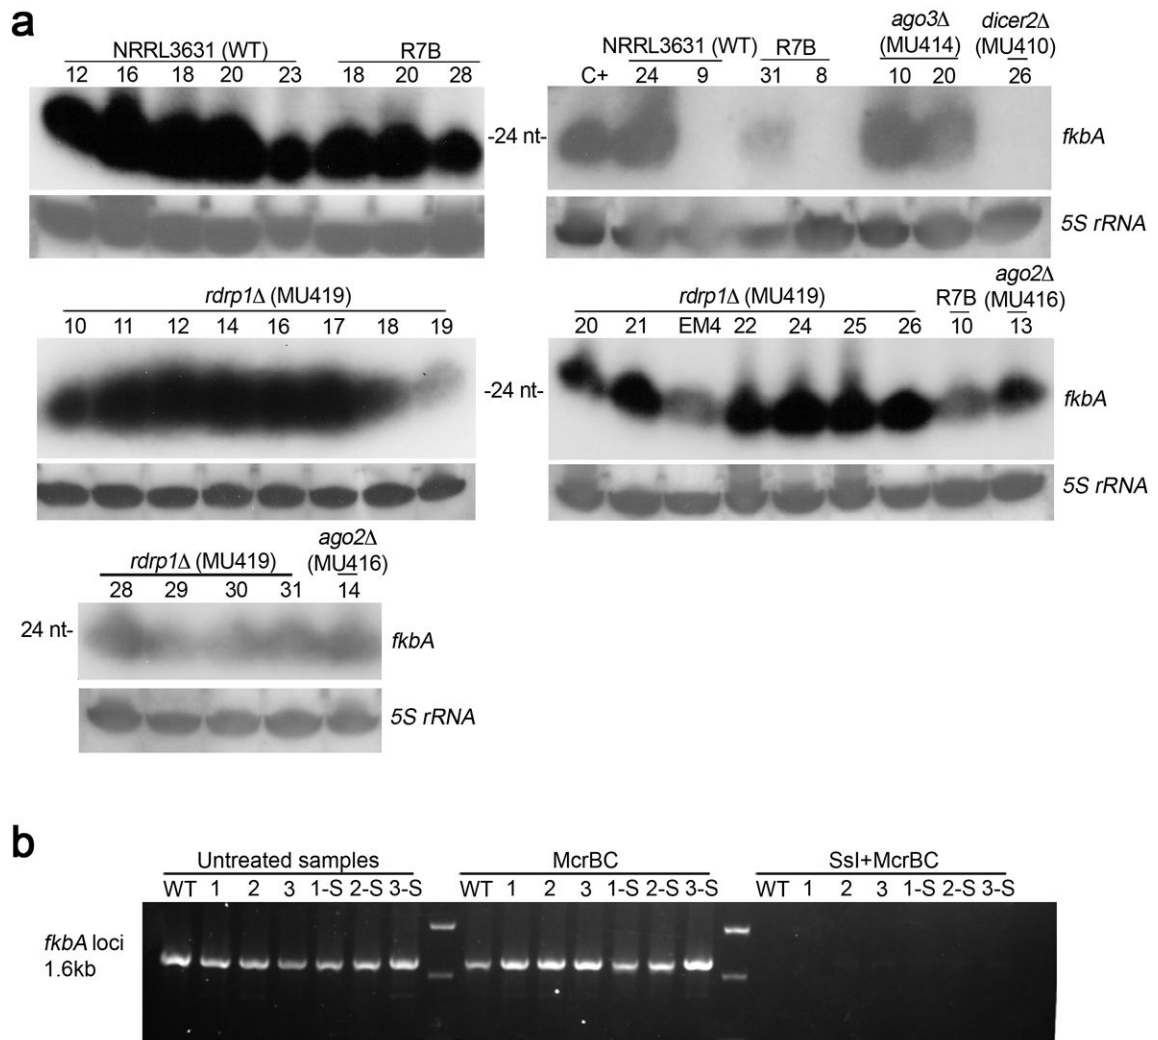 a
NRRL3631 (WT) R7B
12 16 18 20 23 18 20 28
-24 nt-
ago3Δ dicer2Δ
NRRL3631 (WT) R7B (MU414) (MU410)
C+ 24 9 31 8 10 20 26
fkbA
5S rRNA
rdrp1Δ (MU419)
10 11 12 14 16 17 18 19
-24 nt-
ago2Δ
rdrp1Δ (MU419) R7B (MU416)
20 21 EM4 22 24 25 26 10 13
fkbA
5S rRNA
ago2Δ
rdrp1Δ (MU419) (MU416)
28 29 30 31 14
24 nt-
fkbA
5S rRNA
b
Untreated samples McrBC SsI+McrBC
WT 1 2 3 1-S 2-S 3-S WT 1 2 3 1-S 2-S 3-S WT 1 2 3 1-S 2-S 3-S
fkbA loci
1.6kb